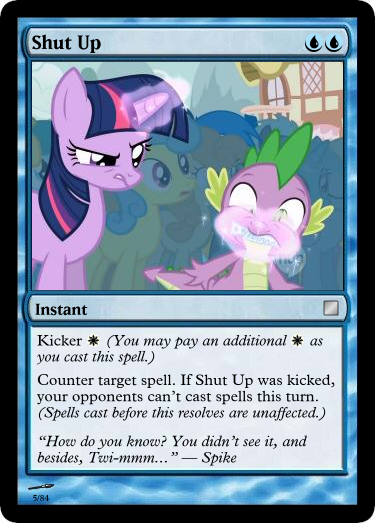 Shut Up
Instant
Kicker (You may pay an additional as
you cast this spell.)
Counter target spell. If Shut Up was kicked,
your opponents can't cast spells this turn.
(Spells cast before this resolves are unaffected.)
“How do you know? You didn't see it, and
besides, Twi-mmm...” — Spike
5/84